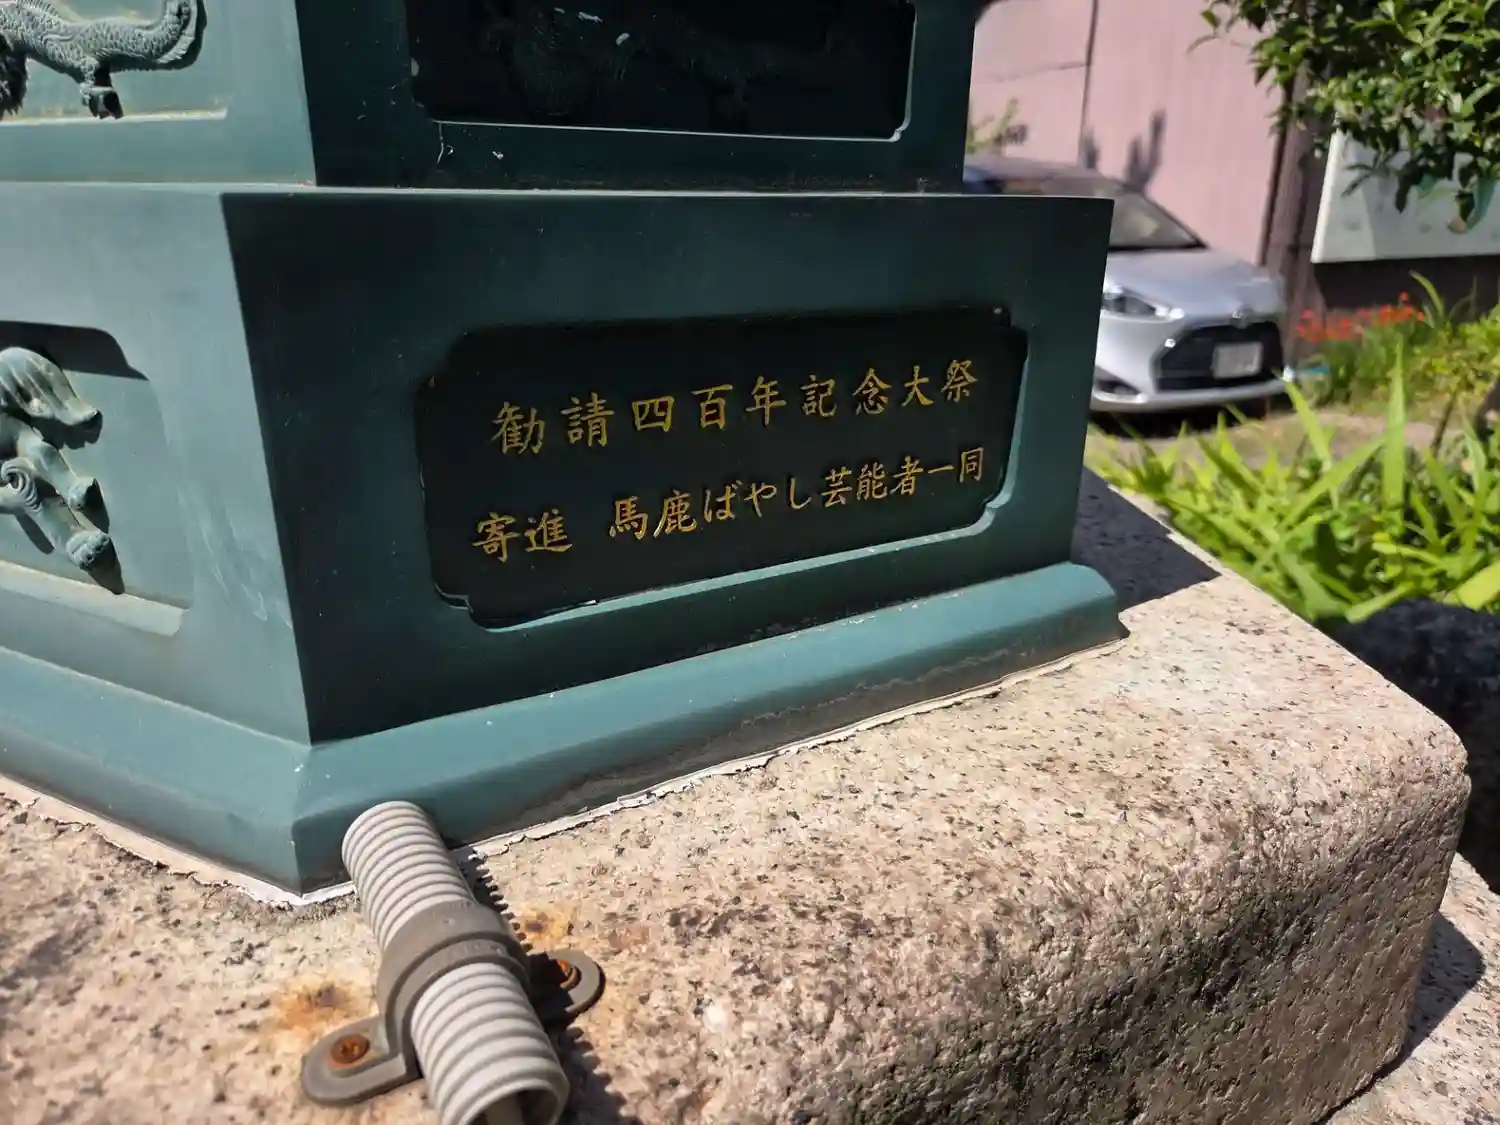 勧請四百年記念大祭
寄進　馬鹿ばやし芸能者一同